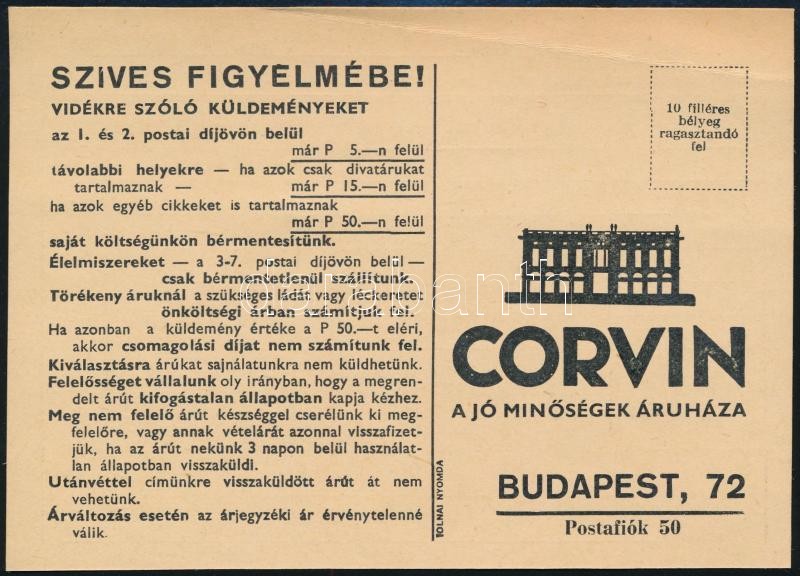 SZIVES FIGYELMÉBE!
VIDÉKRE SZÓLÓ KÜLDEMÉNYEKET
az 1. és 2. postai díjövön belül
már P 5.—n felül
távolabbi helyekre — ha azok csak divatárukat
tartalmaznak — már P 15.—n felül
ha azok egyéb cikkeket is tartalmaznak
már P 50.—n felül
saját költségünkön bérmentesítünk.
Élelmiszereket — a 3-7. postai díjövön belül —
csak bérmentetlenül szállítunk.
Törékeny áruknál a szükséges ládát vagy léckeretet
önköltségi árban számítjuk fel.
Ha azonban a küldemény értéke a P 50.—t eléri,
akkor csomagolási díjat nem számítunk fel.
Kiválasztásra árúkat sajnálatunkra nem küldhetünk.
Felelősséget vállalunk oly irányban, hogy a megren-
delt árút kifogástalan állapotban kapja kézhez.
Meg nem felelő árút készséggel cserélünk ki meg-
felelőre, vagy annak vételárát azonnal visszafizet-
jük, ha az árút nekünk 3 napon belül használat-
lan állapotban visszaküldi.
Utánvéttel címünkre visszaküldött árút át nem
vehetünk.
Árváltozás esetén az árjegyzéki ár érvénytelenné
válik.
TOLNAI NYOMDA
10 filléres
bélyeg
ragasztandó
fel
CORVIN
A JÓ MINŐSÉGEK ÁRUHÁZA
BUDAPEST, 72
Postafiók 50
darabanth